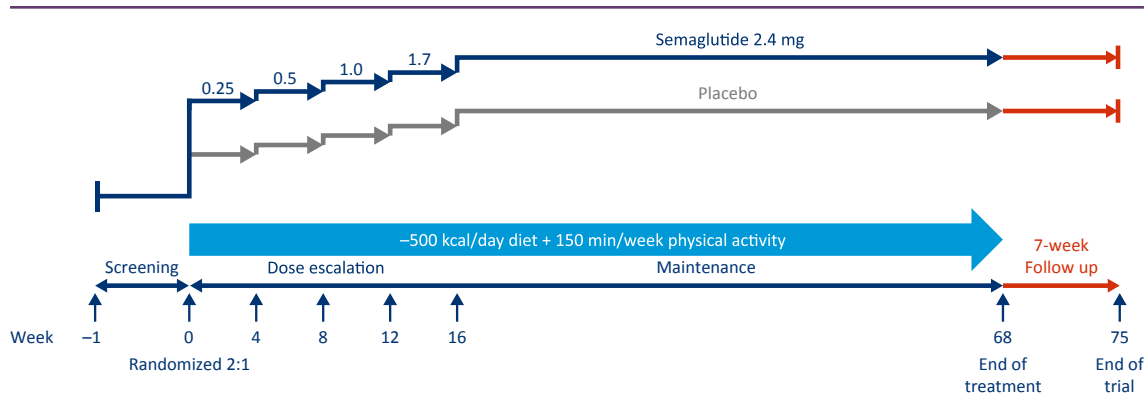 Semaglutide 2.4 mg
1.7
1.0
0.5
0.25
Placebo
–500 kcal/day diet + 150 min/week physical activity
7-week
Follow up
Screening
Dose escalation
Maintenance
Week
–1
0
4
8
12
16
68
75
Randomized 2:1
End of
treatment
End of
trial